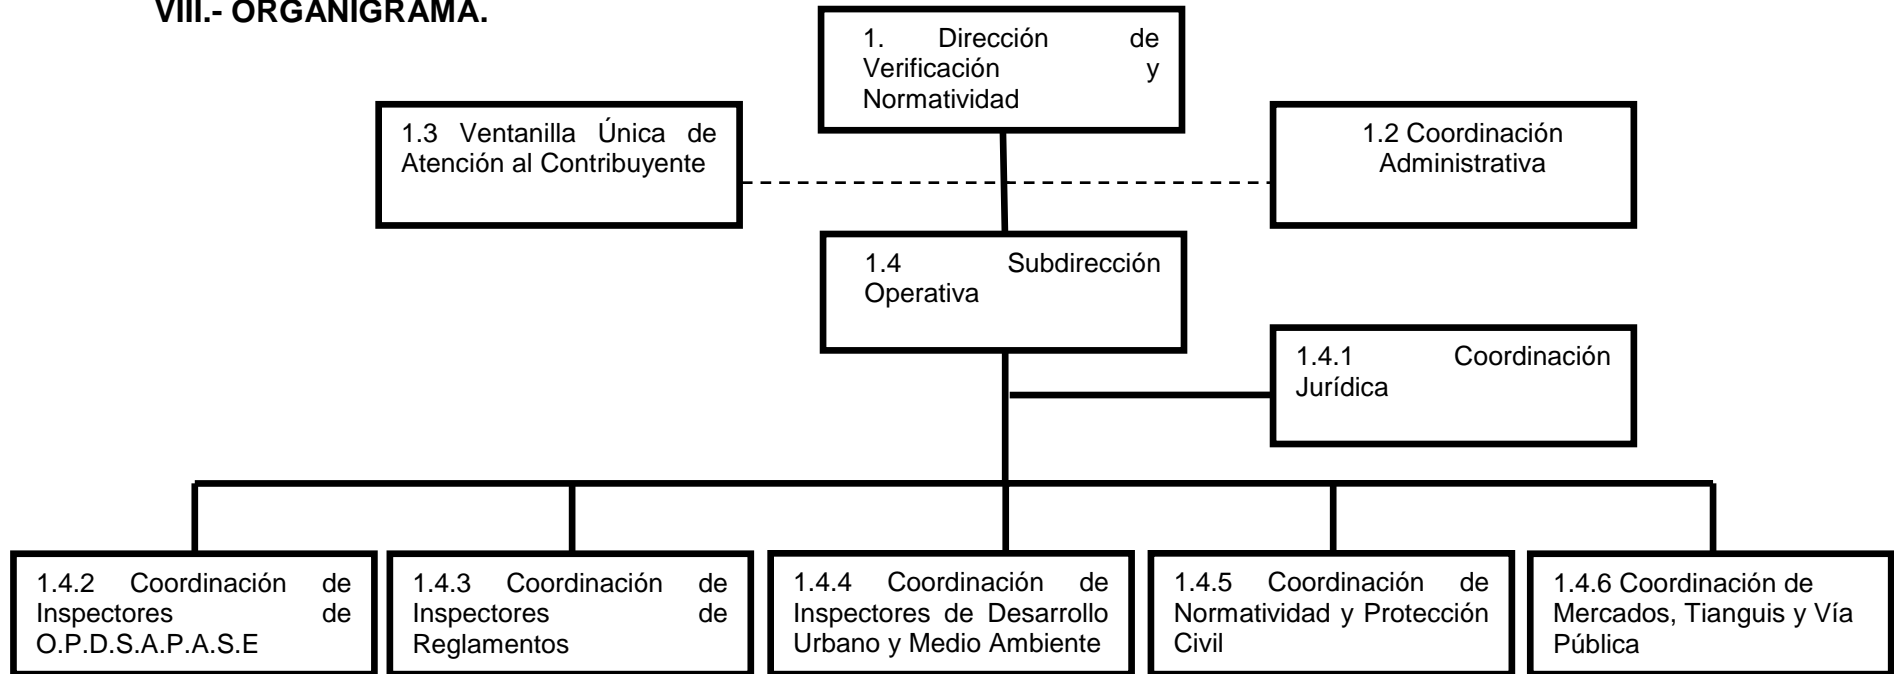 VIII.- ORGANIGRAMA.
1. Dirección de
Verificación y
Normatividad
1.3 Ventanilla Única de
Atención al Contribuyente
1.2 Coordinación
Administrativa
1.4 Subdirección
Operativa
1.4.1 Coordinación
Jurídica
1.4.2 Coordinación de
Inspectores de
O.P.D.S.A.P.A.S.E
1.4.3 Coordinación de
Inspectores de
Reglamentos
1.4.4 Coordinación de
Inspectores de Desarrollo
Urbano y Medio Ambiente
1.4.5 Coordinación de
Normatividad y Protección
Civil
1.4.6 Coordinación de
Mercados, Tianguis y Vía
Pública